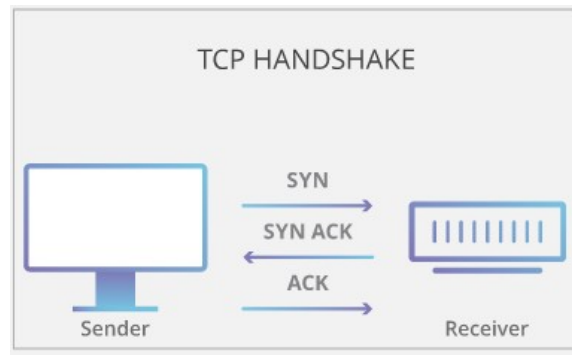 TCP HANDSHAKE
SYN
SYN ACK
ACK
Sender
Receiver